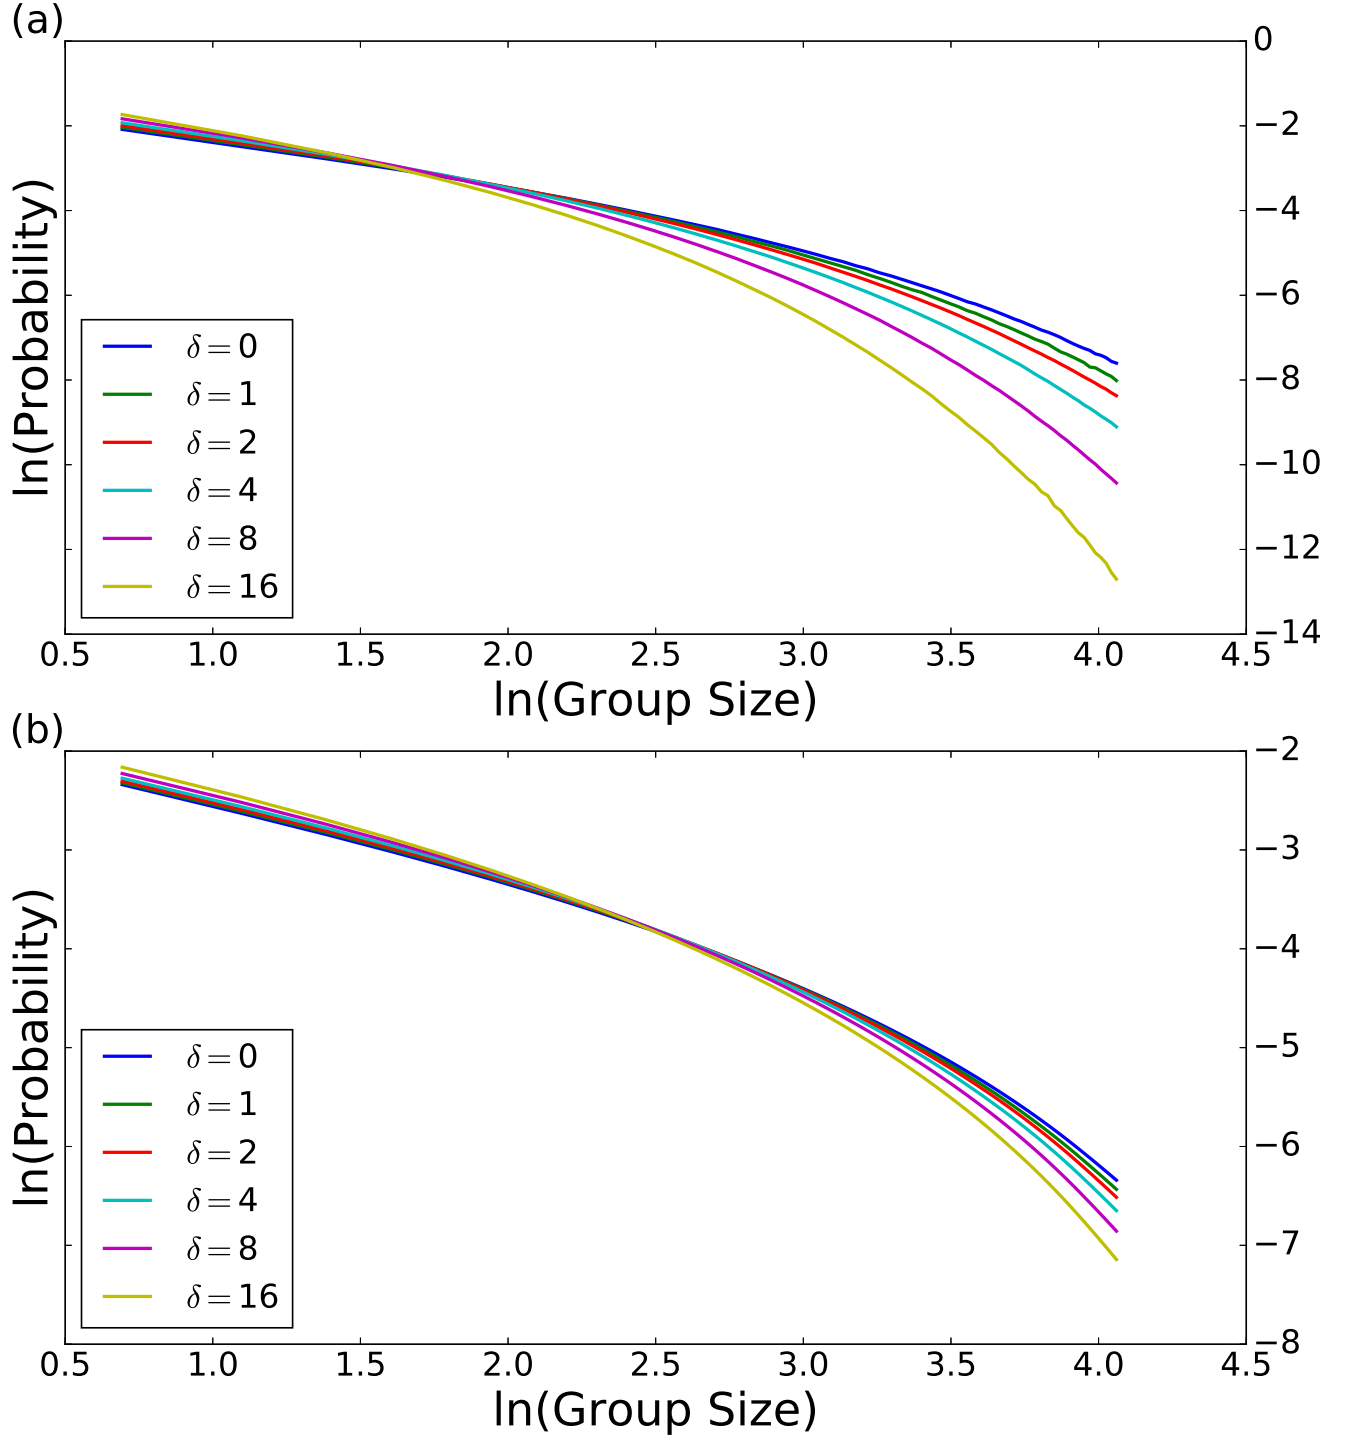 (a)
0
−2
−4
−6
−8
−10
−12
−14
ln(Probability)
δ = 0
δ = 1
δ = 2
δ = 4
δ = 8
δ = 16
0.5 1.0 1.5 2.0 2.5 3.0 3.5 4.0 4.5
ln(Group Size)
(b)
−2
−3
−4
−5
−6
−7
−8
ln(Probability)
δ = 0
δ = 1
δ = 2
δ = 4
δ = 8
δ = 16
0.5 1.0 1.5 2.0 2.5 3.0 3.5 4.0 4.5
ln(Group Size)